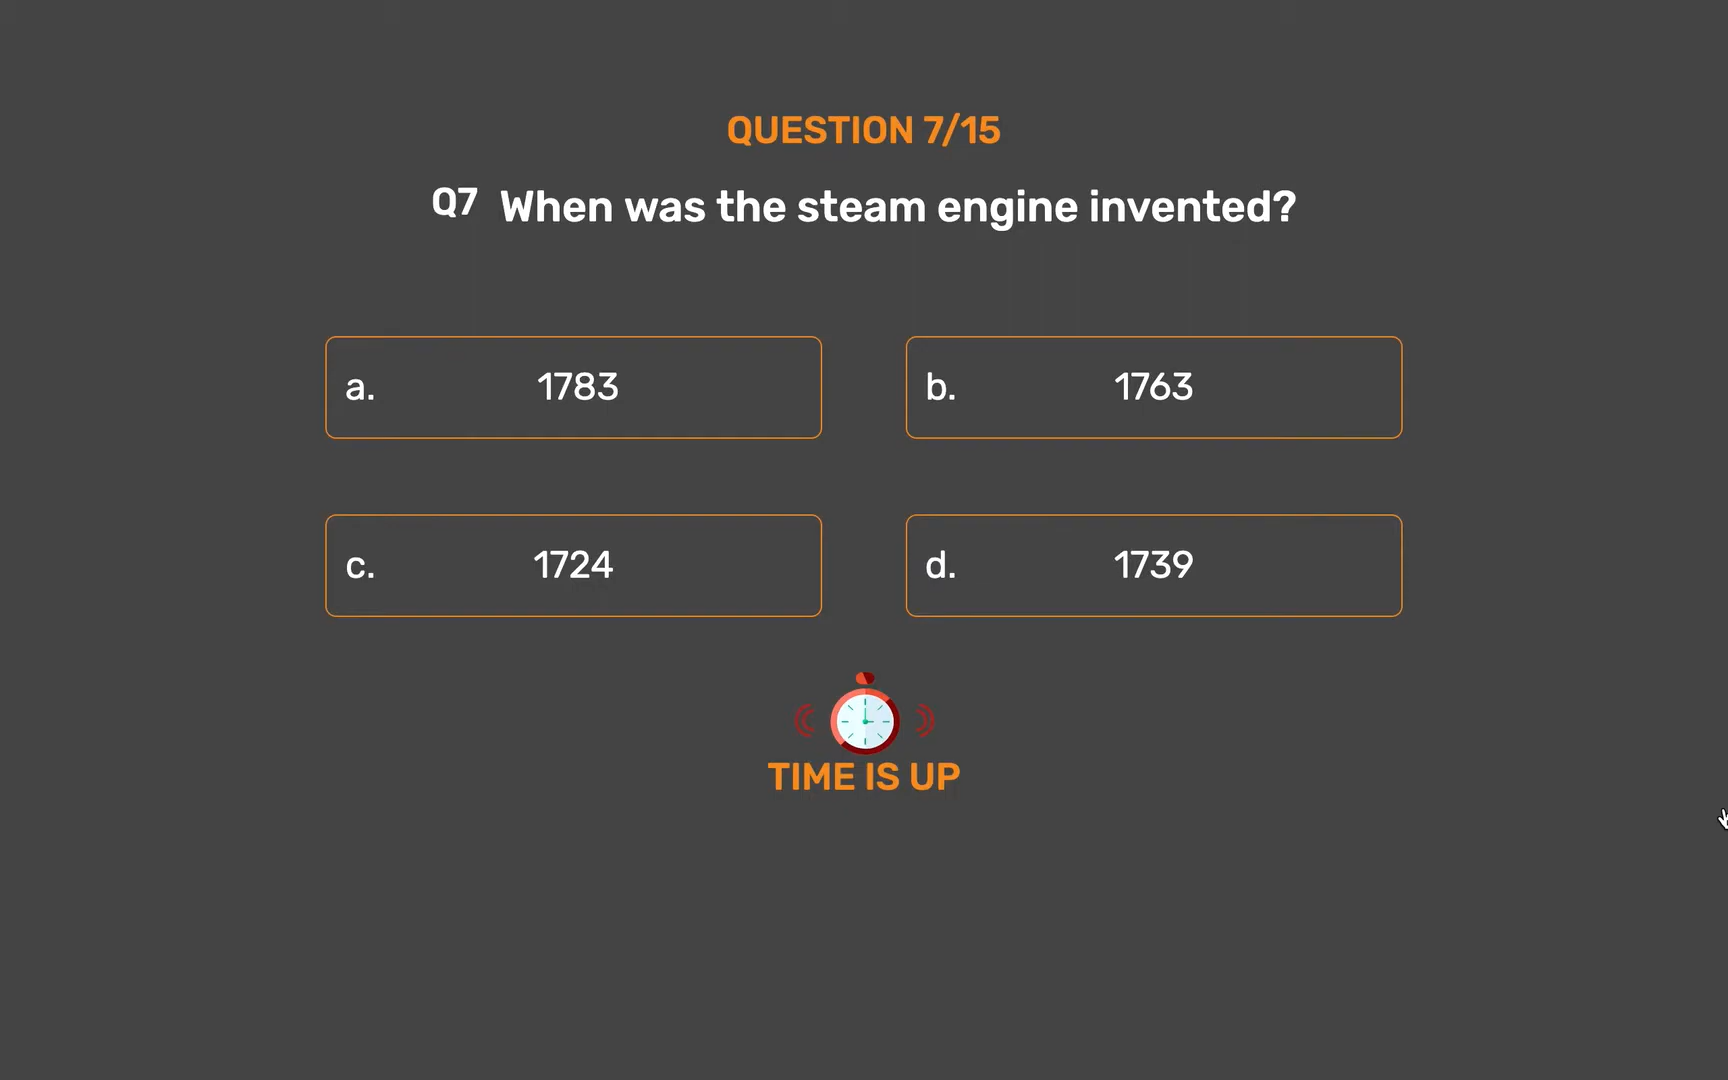 QUESTION 7/15
Q7 When was the steam engine invented?
a. 1783
b. 1763
c. 1724
d. 1739
TIME IS UP